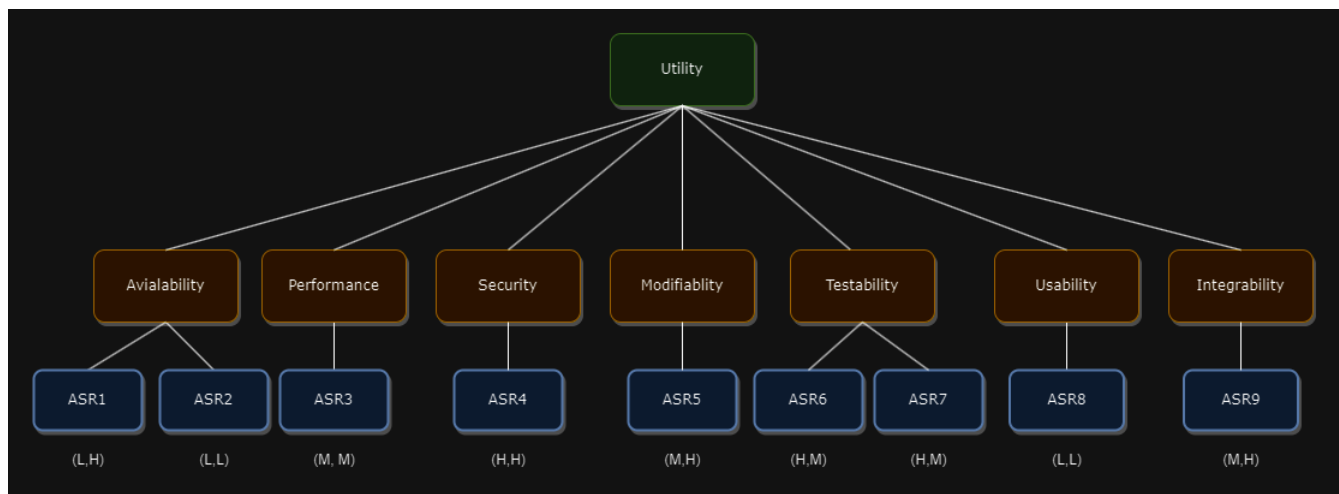 Utility
Avialability Performance Security Modifiablity Testability Usability Integrability
ASR1 ASR2 ASR3 ASR4 ASR5 ASR6 ASR7 ASR8 ASR9
(L,H) (L,L) (M, M) (H,H) (M,H) (H,M) (H,M) (L,L) (M,H)